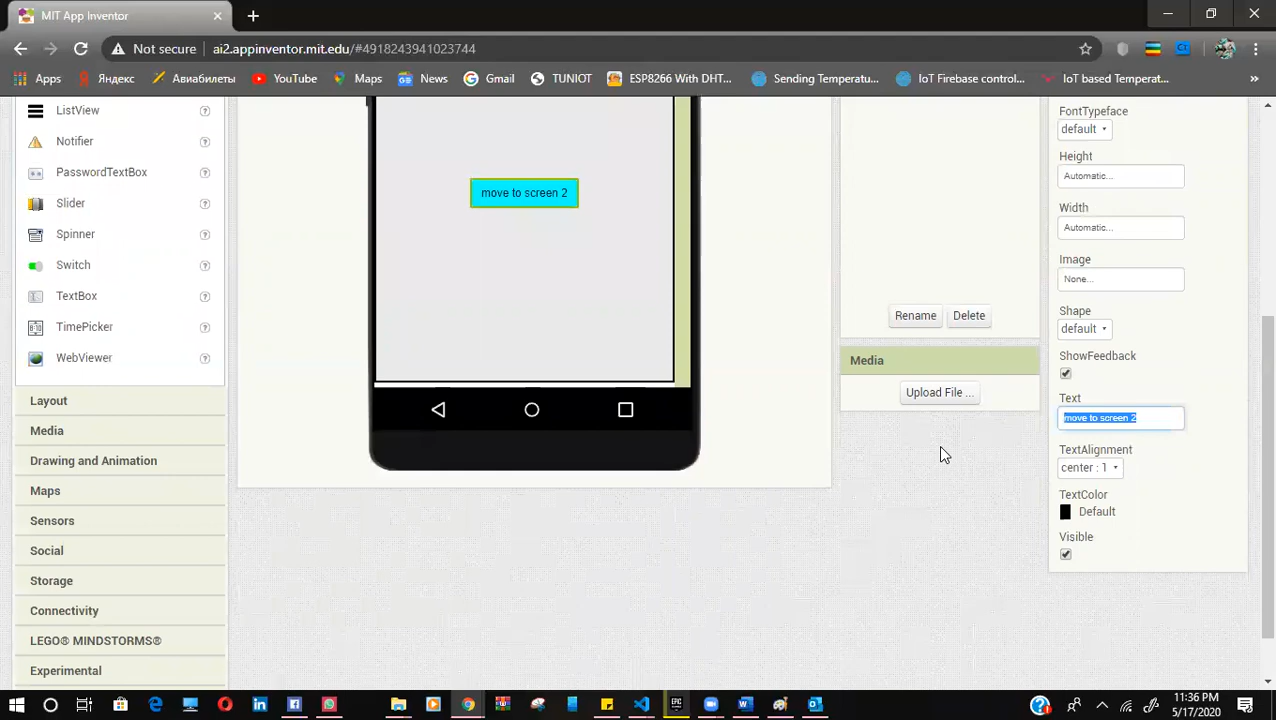 MIT App Inventor
Not secure
ai2.appinventor.mit.edu/#4918243941023744
Apps
Яндекс
Авиабилеты
YouTube
Maps
News
Gmail
TUNIOT
ESP8266 With DHT...
Sending Temperatu...
IoT Firebase control...
IoT based Temperat...
»
ListView
Notifier
PasswordTextBox
Slider
Spinner
Switch
TextBox
TimePicker
WebViewer
Layout
Media
Drawing and Animation
Maps
Sensors
Social
Storage
Connectivity
LEGO® MINDSTORMS®
Experimental
move to screen 2
Rename
Delete
Media
Upload File ...
FontTypeface
default
Height
Automatic...
Width
Automatic...
Image
None...
Shape
default
ShowFeedback
Text
move to screen 2
TextAlignment
center : 1
TextColor
Default
Visible
11:36 PM
5/17/2020